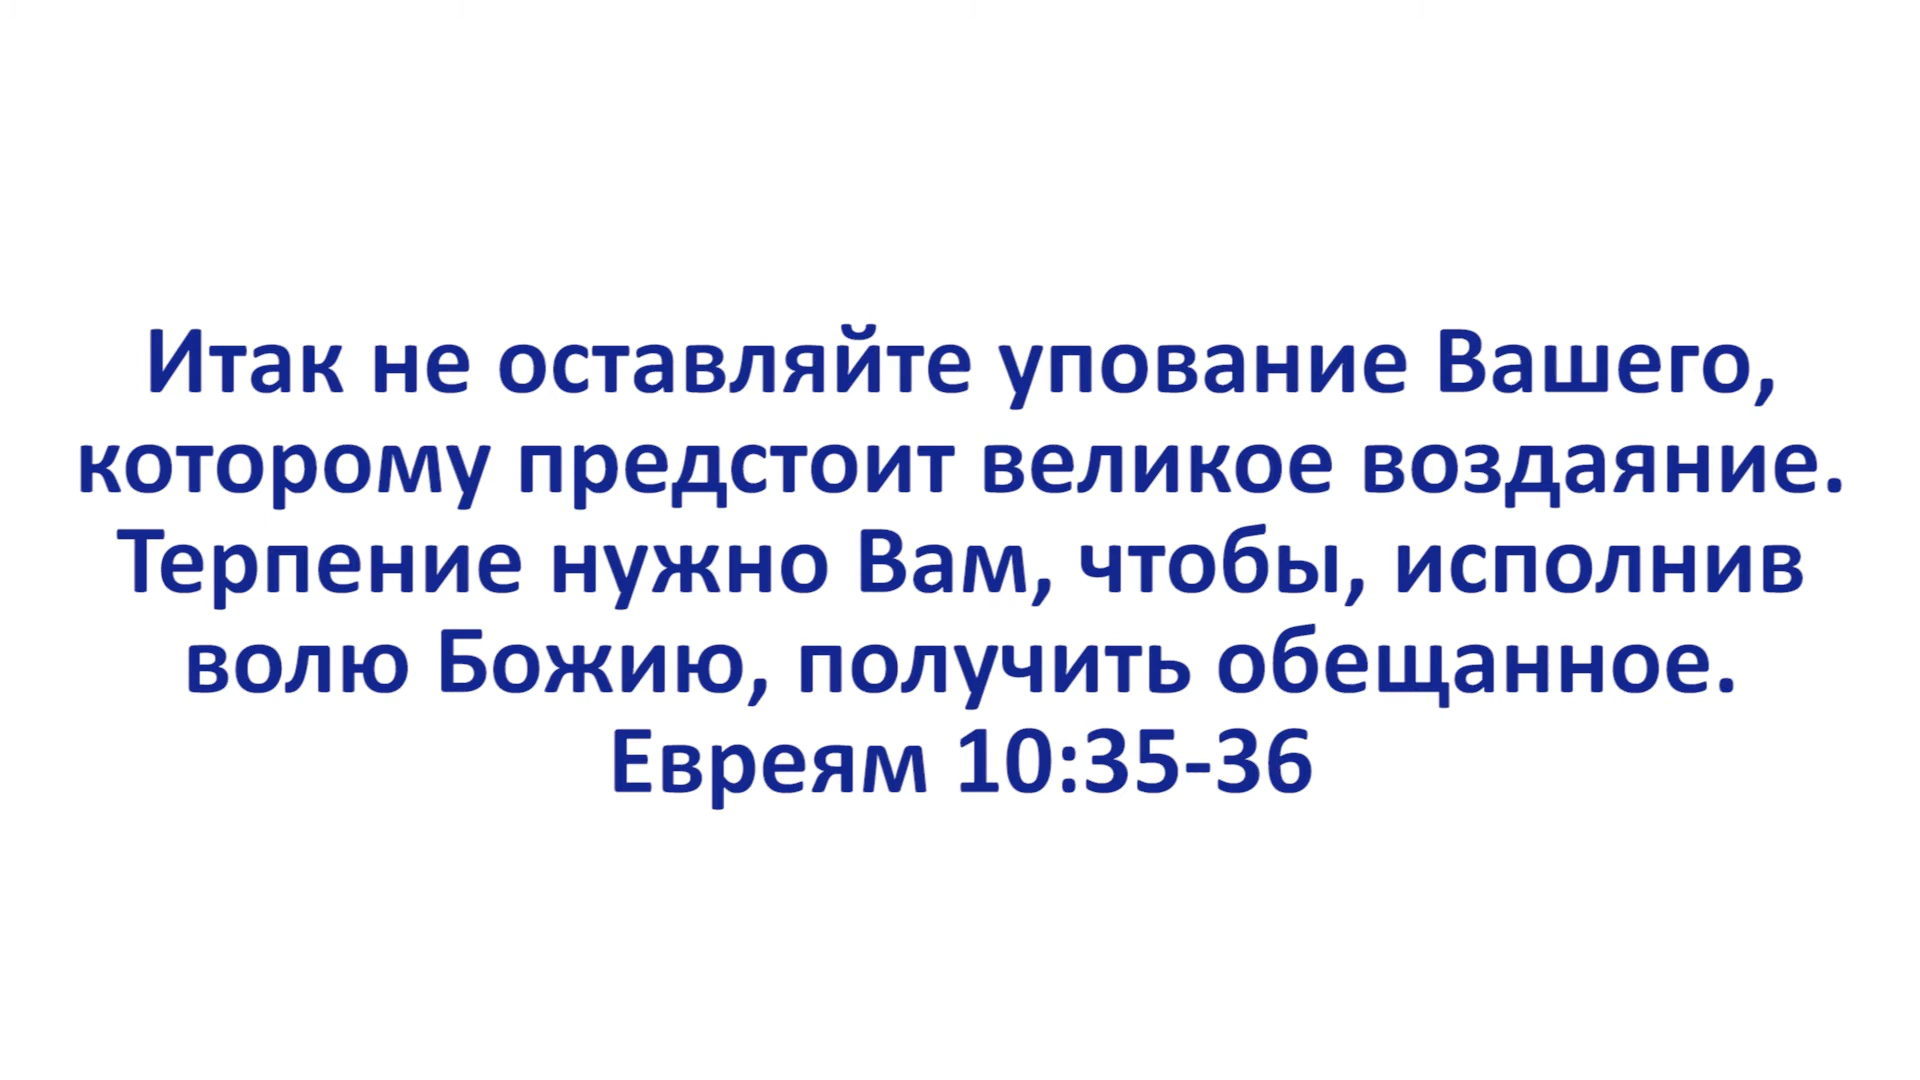 Итак не оставляйте упование Вашего,
которому предстоит великое воздаяние.
Терпение нужно Вам, чтобы, исполнив
волю Божию, получить обещанное.
Евреям 10:35-36